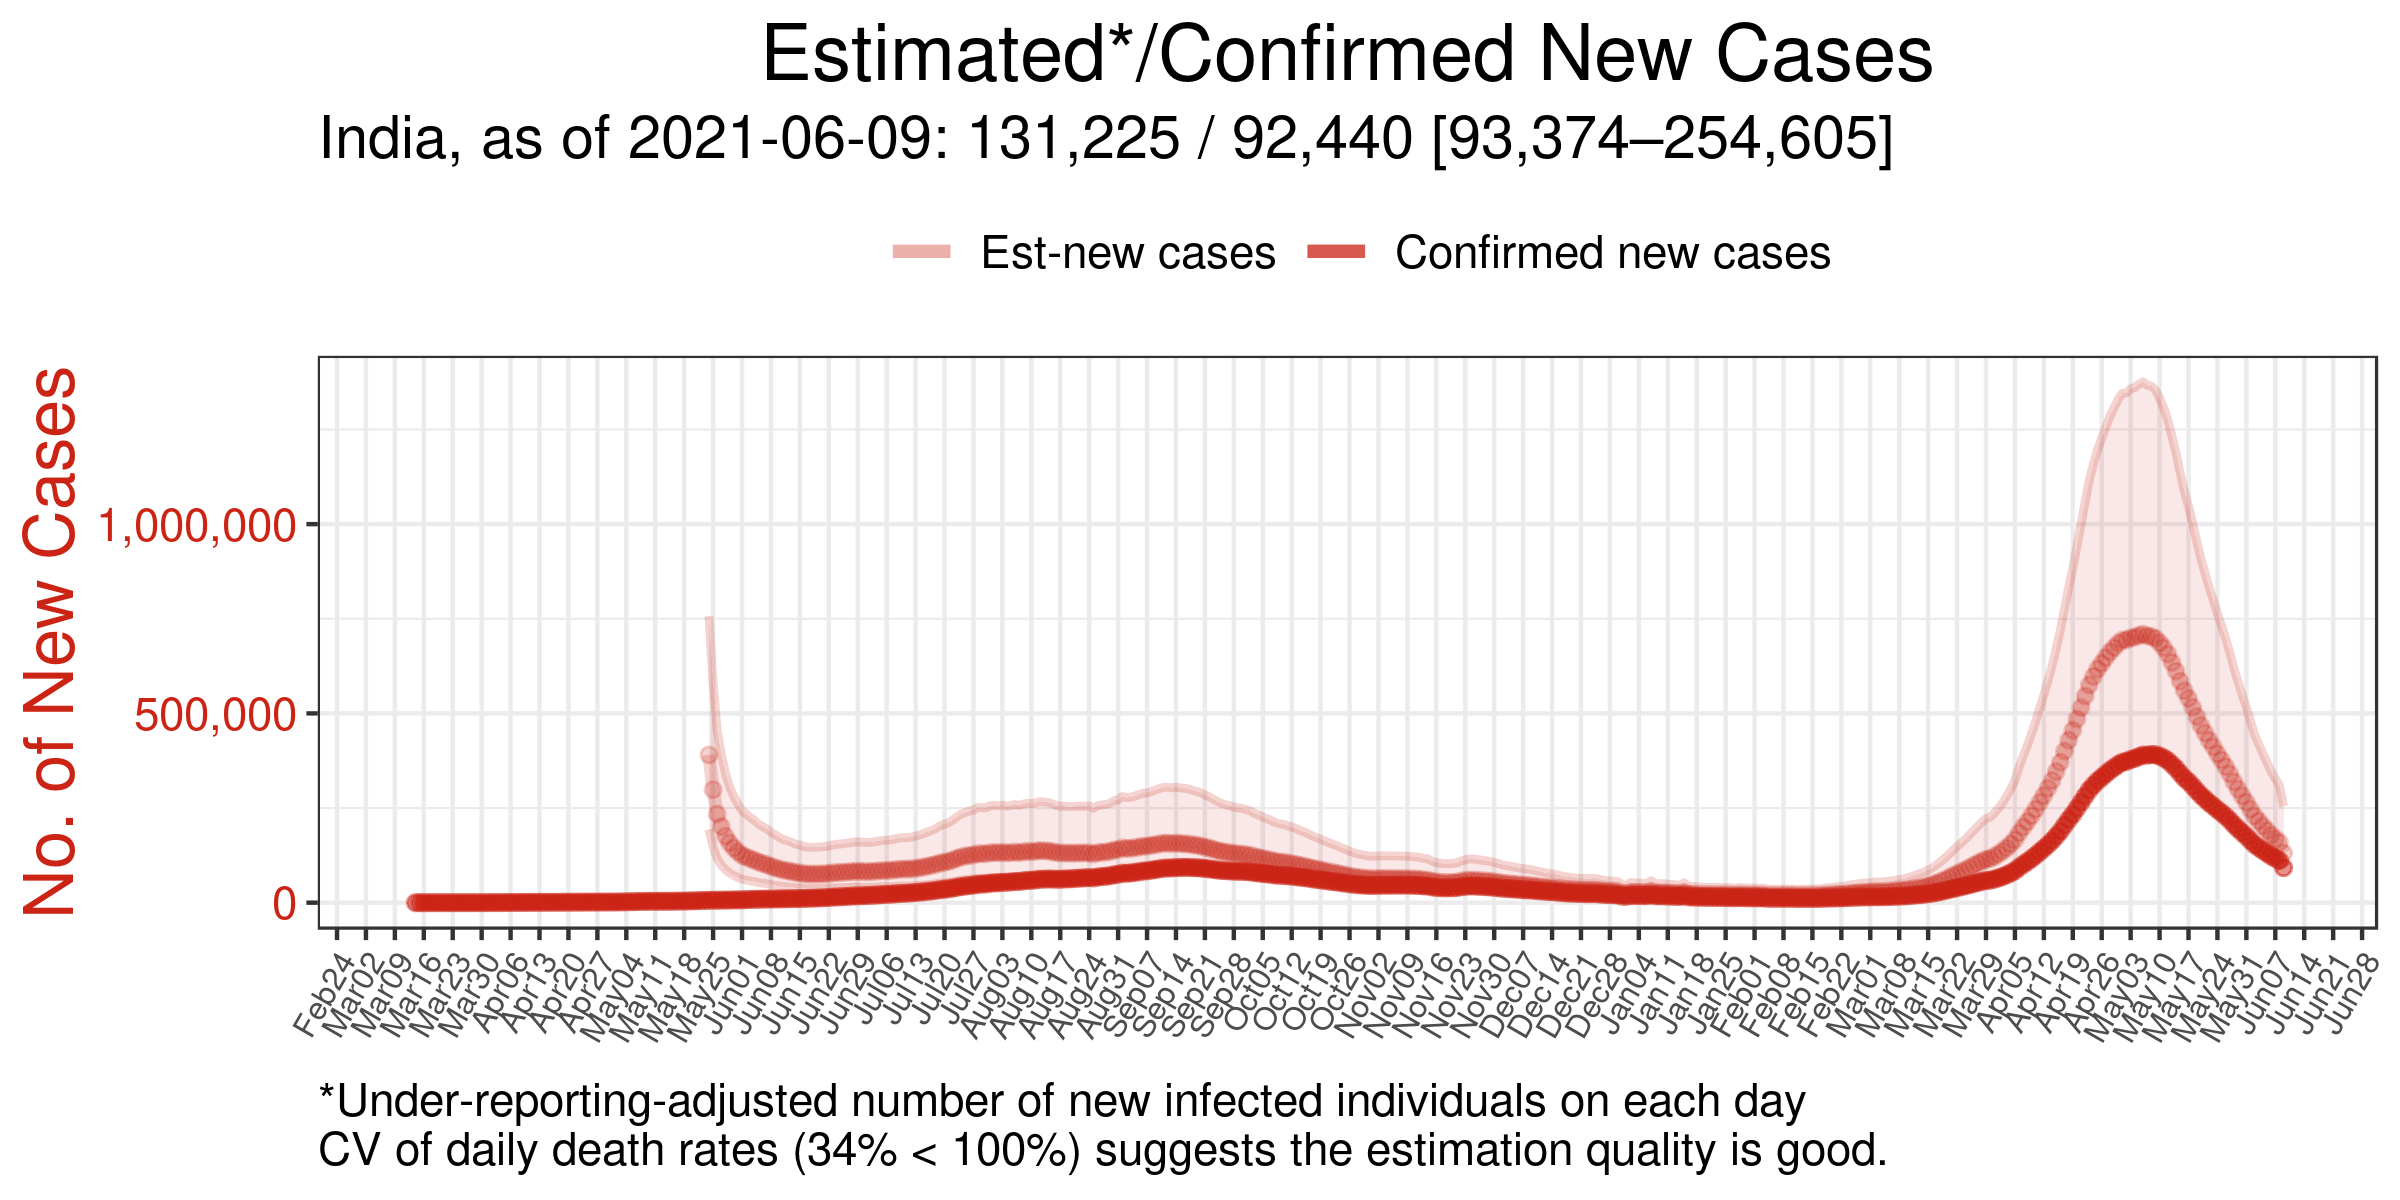 Estimated*/Confirmed New Cases
India, as of 2021-06-09: 131,225 / 92,440 [93,374–254,605]
Est-new cases
Confirmed new cases
No. of New Cases
1,000,000
500,000
0
Feb24
Mar02
Mar09
Mar16
Mar23
Mar30
Apr06
Apr13
Apr20
Apr27
May04
May11
May18
May25
Jun01
Jun08
Jun15
Jun22
Jun29
Jul06
Jul13
Jul20
Jul27
Aug03
Aug10
Aug17
Aug24
Aug31
Sep07
Sep14
Sep21
Sep28
Oct05
Oct12
Oct19
Oct26
Nov02
Nov09
Nov16
Nov23
Nov30
Dec07
Dec14
Dec21
Dec28
Jan04
Jan11
Jan18
Jan25
Feb01
Feb08
Feb15
Feb22
Mar01
Mar08
Mar15
Mar22
Mar29
Apr05
Apr12
Apr19
Apr26
May03
May10
May17
May24
May31
Jun07
Jun14
Jun21
Jun28
*Under-reporting-adjusted number of new infected individuals on each day
CV of daily death rates (34% < 100%) suggests the estimation quality is good.